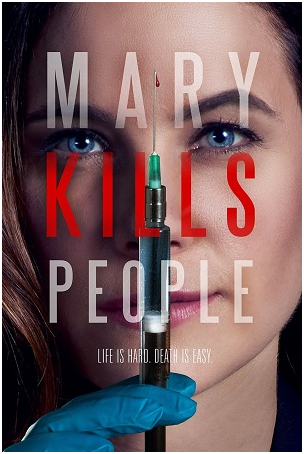 MARY
KILLS
PEOPLE
LIFE IS HARD. DEATH IS EASY.